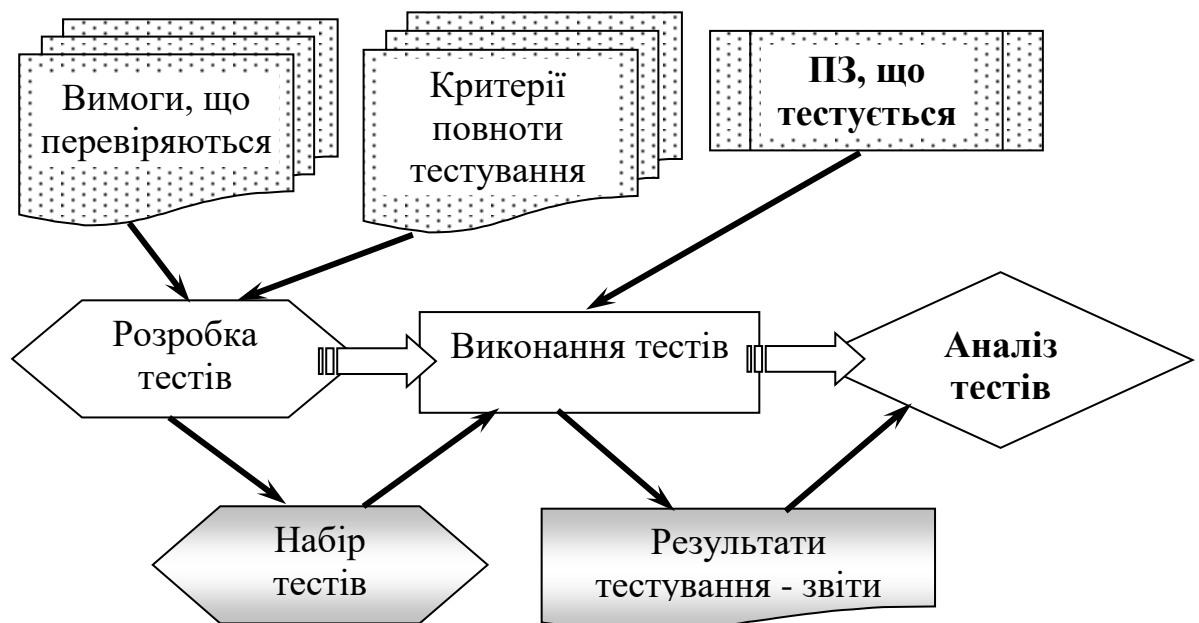 Вимоги, що
перевіряються
Критерії
повноти
тестування
ПЗ, що
тестується
Розробка
тестів
Виконання тестів
Аналіз
тестів
Набір
тестів
Результати
тестування - звіти